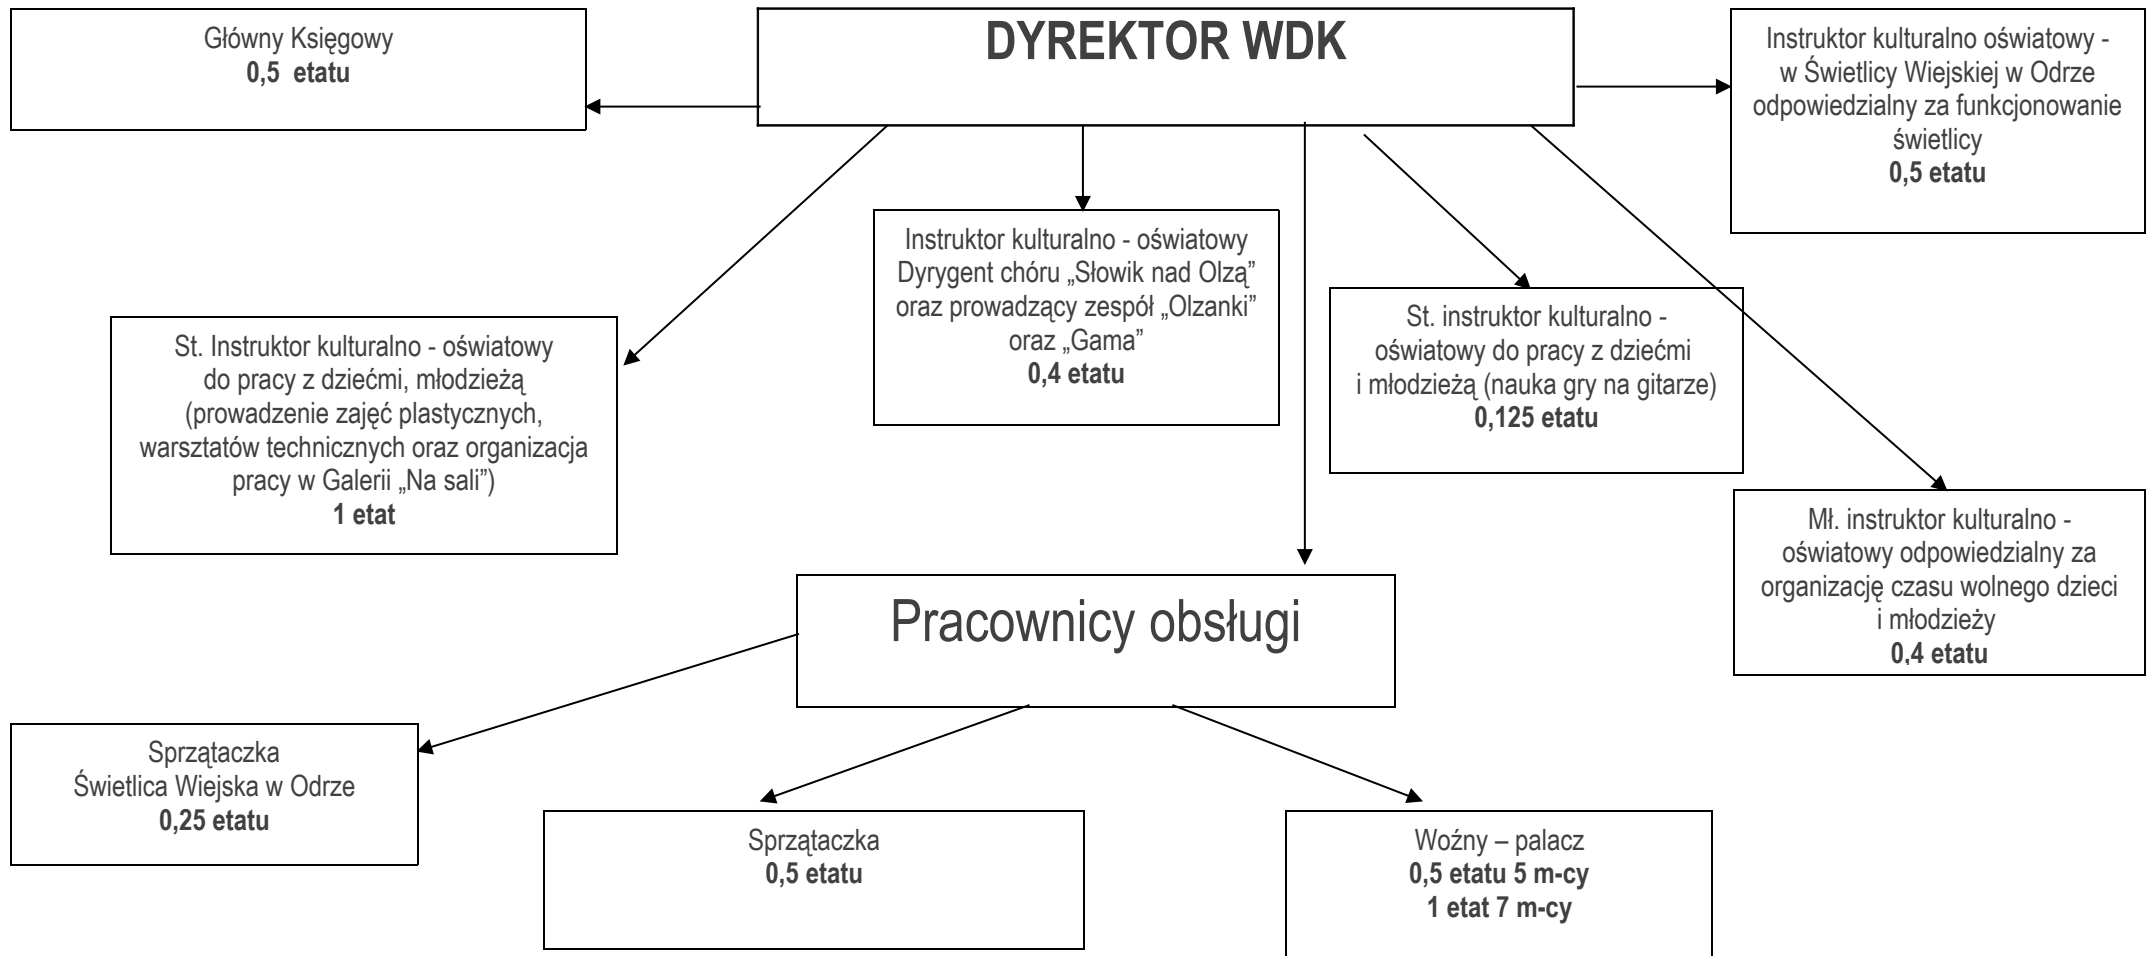 Główny Księgowy
0,5 etatu
DYREKTOR WDK
Instruktor kulturalno oświatowy -
w Świetlicy Wiejskiej w Odrze
odpowiedzialny za funkcjonowanie
świetlicy
0,5 etatu
Instruktor kulturalno - oświatowy
Dyrygent chóru „Słowik nad Olzą”
oraz prowadzący zespół „Olzanki”
oraz „Gama”
0,4 etatu
St. instruktor kulturalno -
oświatowy do pracy z dziećmi
i młodzieżą (nauka gry na gitarze)
0,125 etatu
St. Instruktor kulturalno - oświatowy
do pracy z dziećmi, młodzieżą
(prowadzenie zajęć plastycznych,
warsztatów technicznych oraz organizacja
pracy w Galerii „Na sali”)
1 etat
Mł. instruktor kulturalno -
oświatowy odpowiedzialny za
organizację czasu wolnego dzieci
i młodzieży
0,4 etatu
Pracownicy obsługi
Sprzątaczka
Świetlica Wiejska w Odrze
0,25 etatu
Sprzątaczka
0,5 etatu
Woźny – palacz
0,5 etatu 5 m-cy
1 etat 7 m-cy